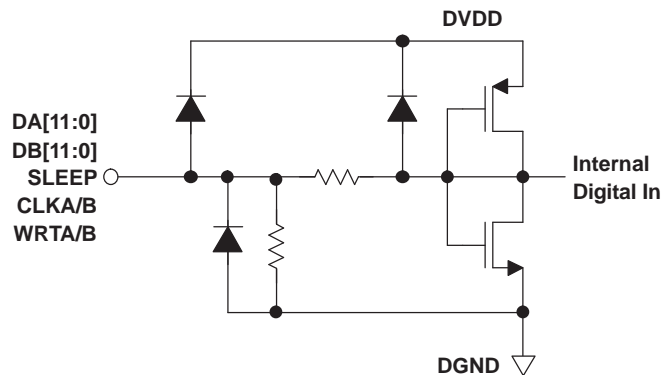 DVDD
DA[11:0]
DB[11:0]
SLEEP
CLKA/B
WRTA/B
Internal
Digital In
DGND